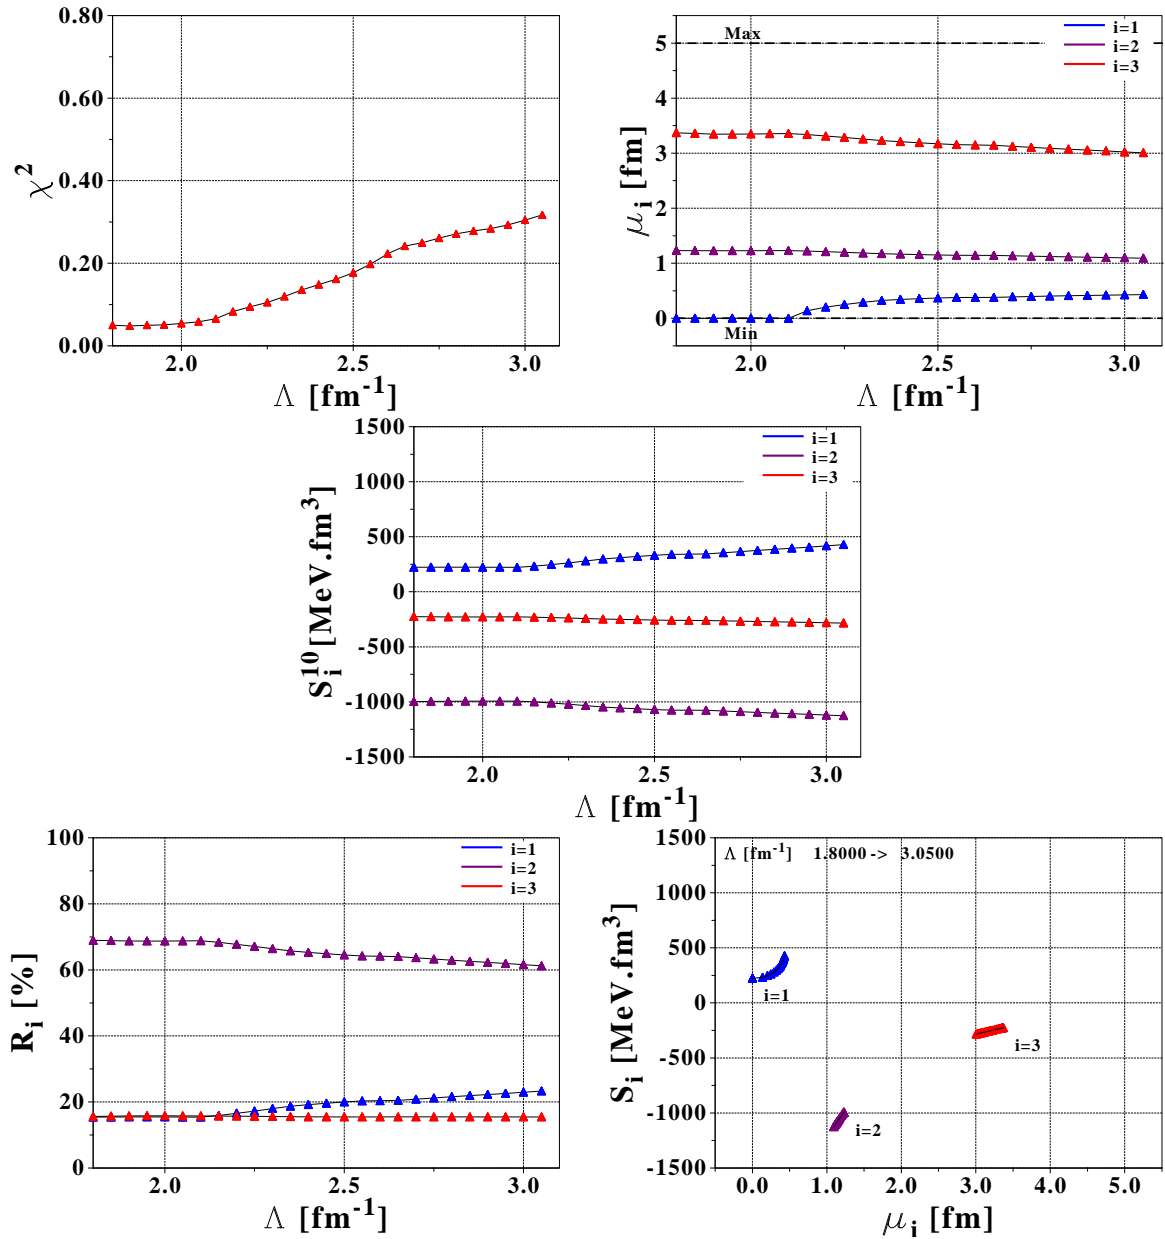 0.80
0.60
0.40
0.20
0.00
χ²
2.0 2.5 3.0
Λ [fm⁻¹]
Max
i=1
i=2
i=3
5
4
3
2
1
0
Min
μᵢ [fm]
2.0 2.5 3.0
Λ [fm⁻¹]
1500
1000
500
0
-500
-1000
-1500
Sᵢ¹⁰[MeV.fm³]
i=1
i=2
i=3
2.0 2.5 3.0
Λ [fm⁻¹]
100
80
60
40
20
0
Rᵢ [%]
i=1
i=2
i=3
2.0 2.5 3.0
Λ [fm⁻¹]
1500
1000
500
0
-500
-1000
-1500
Sᵢ [MeV.fm³]
Λ [fm⁻¹] 1.8000 -> 3.0500
i=1
i=3
i=2
0.0 1.0 2.0 3.0 4.0 5.0
μᵢ [fm]